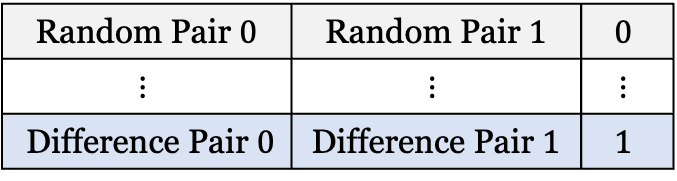 Random Pair 0 Random Pair 1 0
⋮ ⋮ ⋮
Difference Pair 0 Difference Pair 1 1